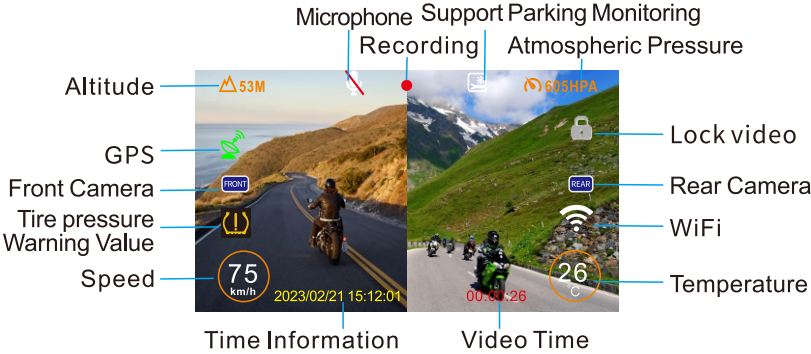 Microphone Support Parking Monitoring
Recording Atmospheric Pressure
Altitude
53M
605HPA
Lock video
GPS
Front Camera
FRONT
REAR
Rear Camera
Tire pressure
Warning Value
WiFi
Speed
75
km/h
26
C
Temperature
2023/02/21 15:12:01
00:00:26
Time Information
Video Time